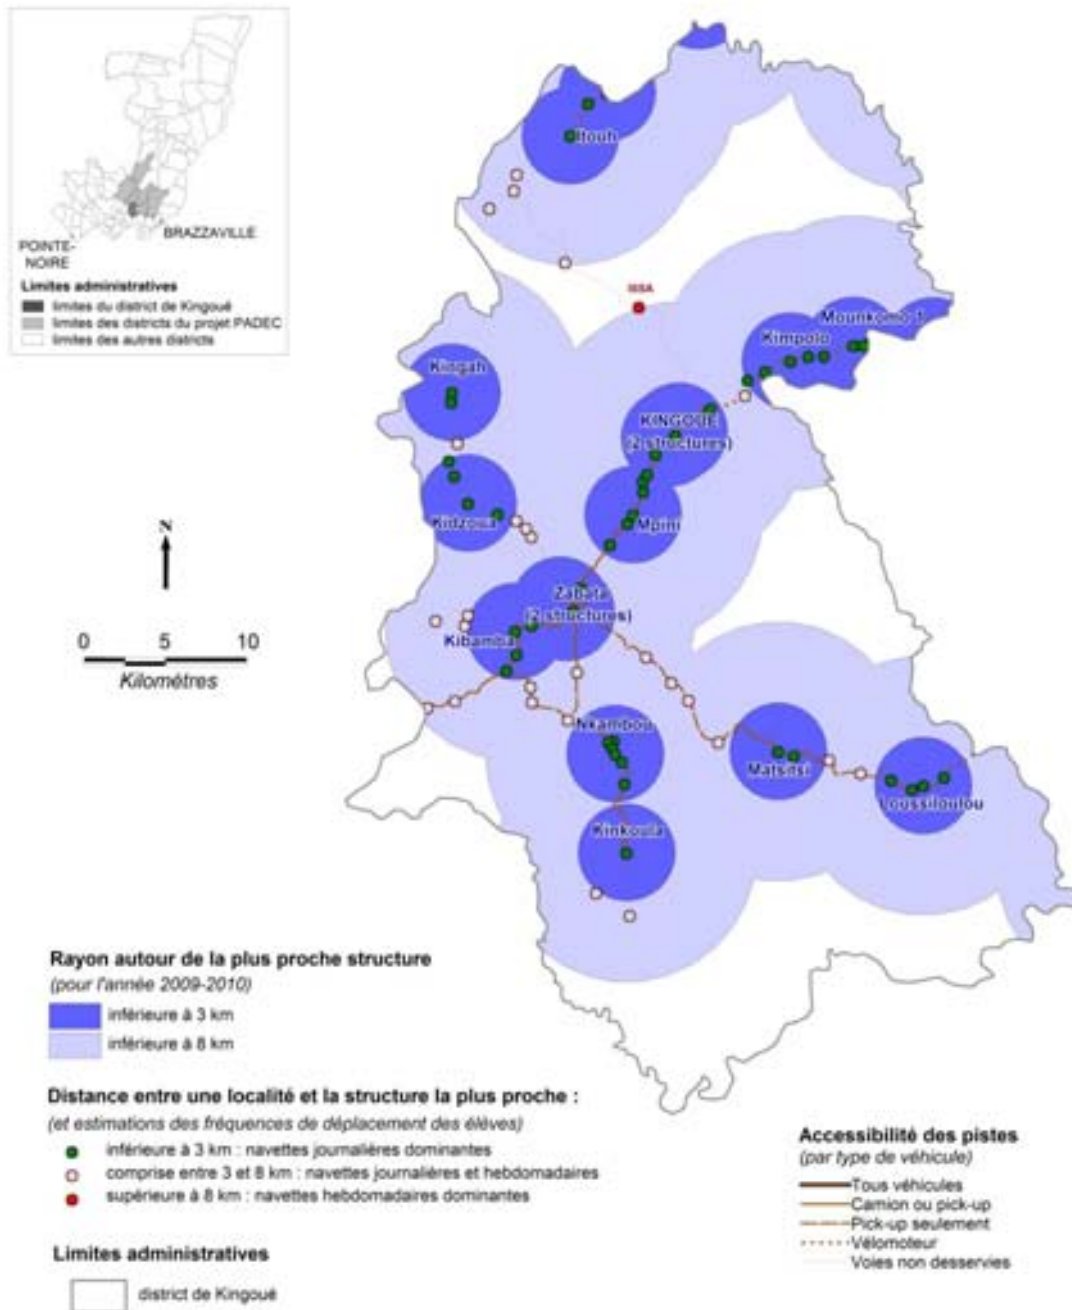 BRAZZAVILLE
POINTE-
NOIRE
Limites administratives
limites du district de Kingoué
limites des districts du projet PADEC
limites des autres districts
Itouh
ISSA
Mounkomo 1
Kimpolo
Kingah
KINGOUE
(2 structures)
Kidzoua
Mpini
Zabata
(2 structures)
Kibamba
Nkambou
Matsitsi
Loussiloulou
Kinkoula
N
0 5 10
Kilomètres
Rayon autour de la plus proche structure
(pour l'année 2009-2010)
inférieure à 3 km
inférieure à 8 km
Distance entre une localité et la structure la plus proche :
(et estimations des fréquences de déplacement des élèves)
inférieure à 3 km : navettes journalières dominantes
comprise entre 3 et 8 km : navettes journalières et hebdomadaires
supérieure à 8 km : navettes hebdomadaires dominantes
Limites administratives
district de Kingoué
Accessibilité des pistes
(par type de véhicule)
Tous véhicules
Camion ou pick-up
Pick-up seulement
Vélomoteur
Voies non desservies